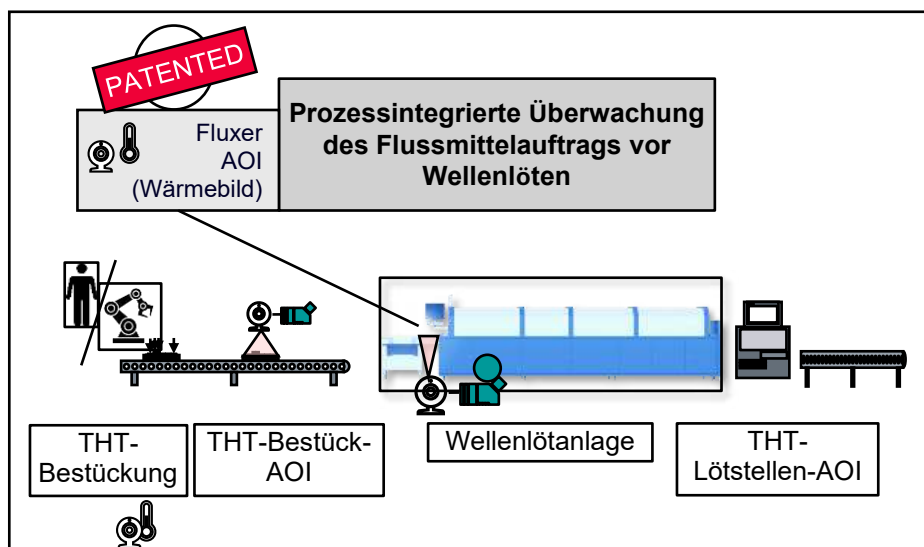 PATENTED
Fluxer
AOI
(Wärmebild)
Prozessintegrierte Überwachung
des Flussmittelauftrags vor
Wellenlöten
THT-
Bestückung
THT-Bestück-
AOI
Wellenlötanlage
THT-
Lötstellen-AOI